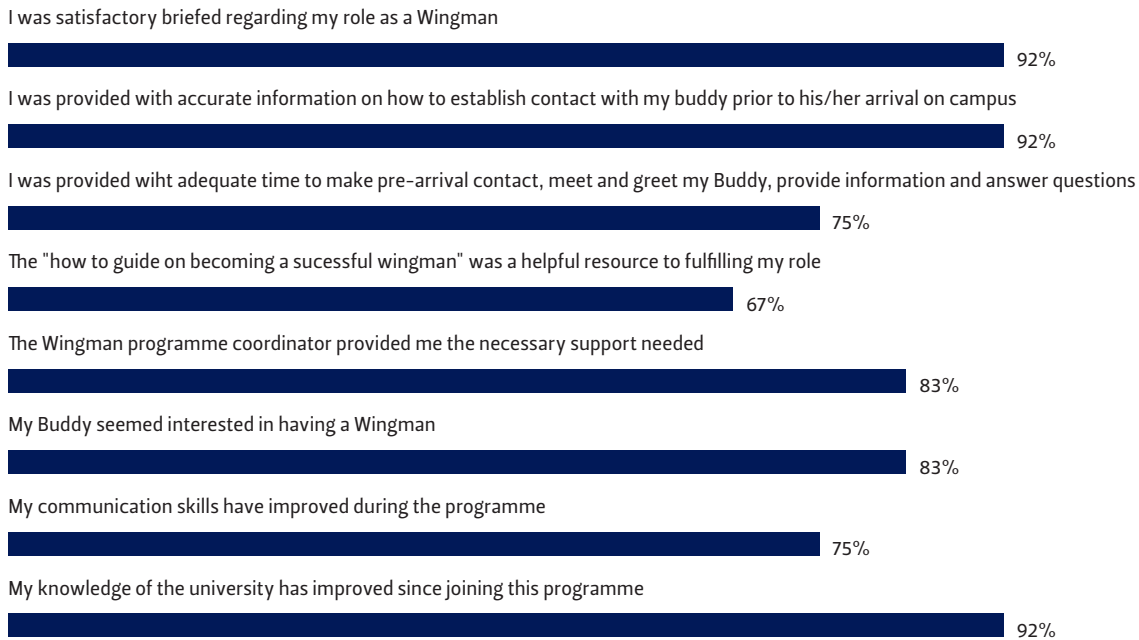 I was satisfactory briefed regarding my role as a Wingman
92%
I was provided with accurate information on how to establish contact with my buddy prior to his/her arrival on campus
92%
I was provided wiht adequate time to make pre-arrival contact, meet and greet my Buddy, provide information and answer questions
75%
The "how to guide on becoming a sucessful wingman" was a helpful resource to fulfilling my role
67%
The Wingman programme coordinator provided me the necessary support needed
83%
My Buddy seemed interested in having a Wingman
83%
My communication skills have improved during the programme
75%
My knowledge of the university has improved since joining this programme
92%